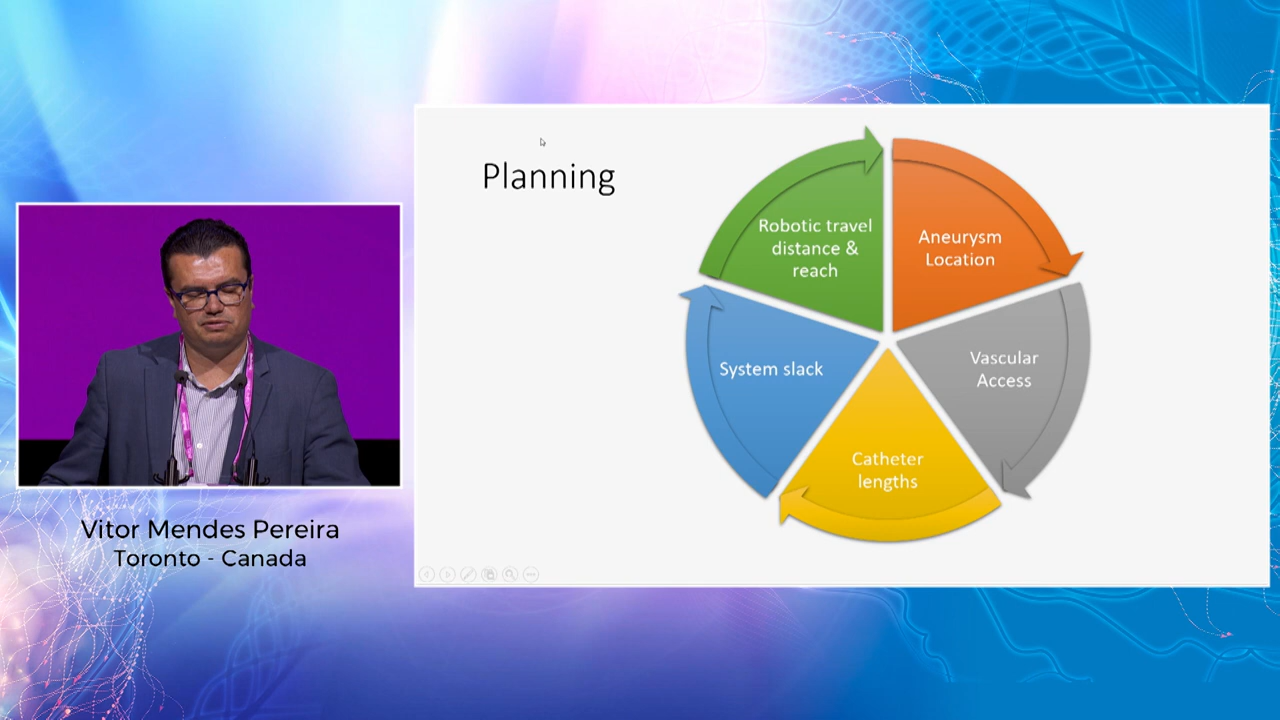 Planning
Robotic travel
distance &
reach
Aneurysm
Location
System slack
Vascular
Access
Catheter
lengths
Vitor Mendes Pereira
Toronto - Canada